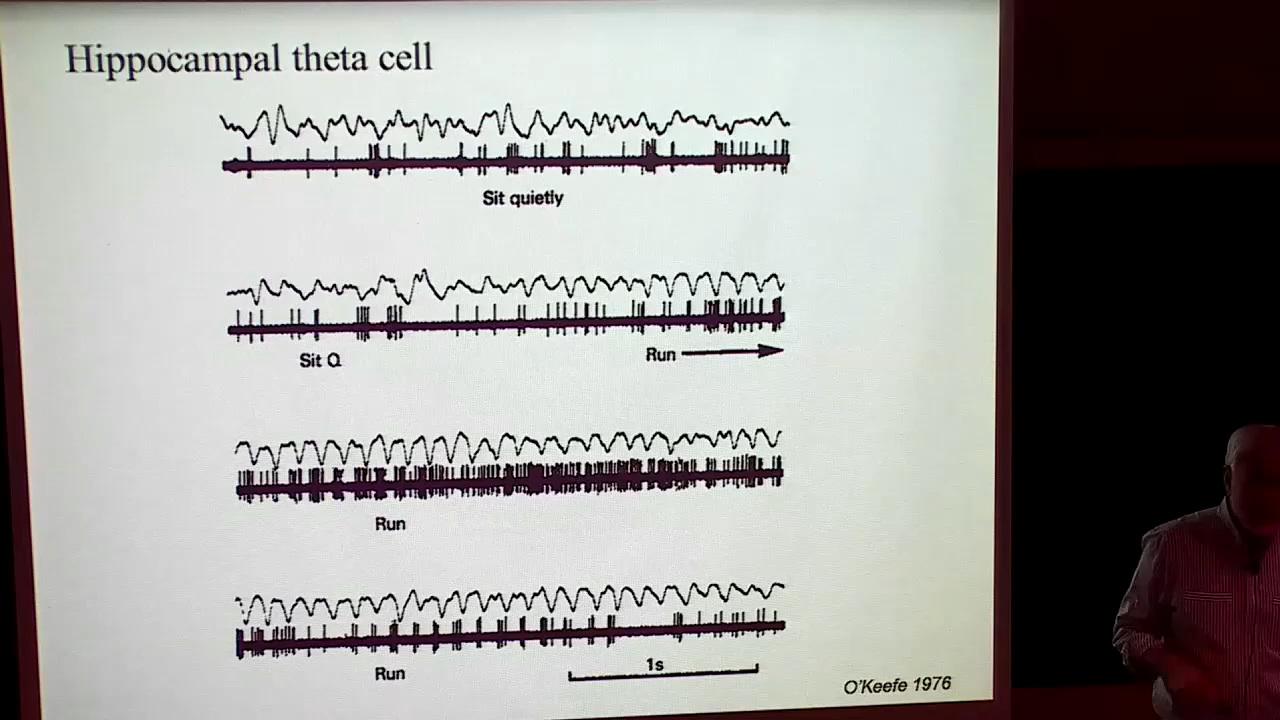 Hippocampal theta cell
Sit quietly
Sit Q
Run
Run
Run
1s
O'Keefe 1976